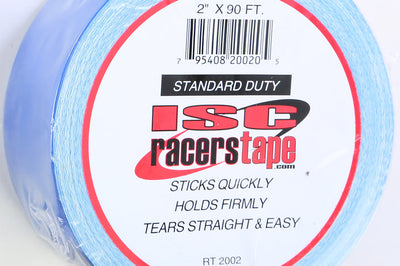 2" X 90 FT.
7 95408 20020 5
STANDARD DUTY
ISC
racerstape
.com
STICKS QUICKLY
HOLDS FIRMLY
TEARS STRAIGHT & EASY
RT 2002